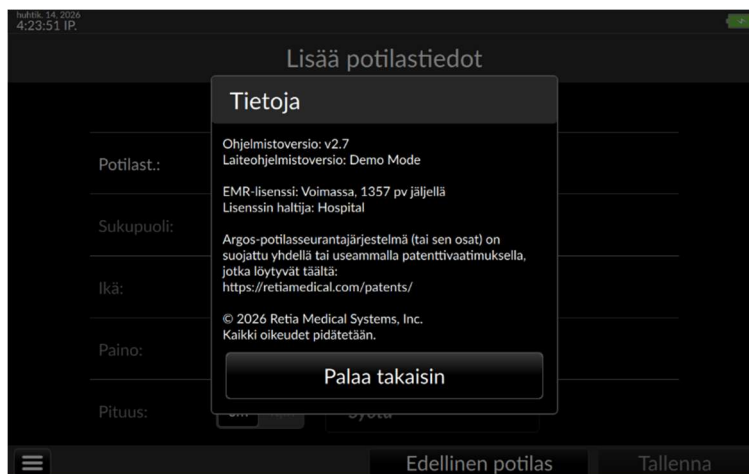 huhtik. 14, 2026
4:23:51 IP.
Lisää potilastiedot
Tietoja
Ohjelmistoversio: v2.7
Laiteohjelmistoversio: Demo Mode
EMR-lisenssi: Voimassa, 1357 pv jäljellä
Lisenssin haltija: Hospital
Argos-potilasseurantajärjestelmä (tai sen osat) on
suojattu yhdellä tai useammalla patenttivaatimuksella,
jotka löytyvät täältä:
https://retiamedical.com/patents/
© 2026 Retia Medical Systems, Inc.
Kaikki oikeudet pidätetään.
Palaa takaisin
Potilast.:
Sukupuoli:
Ikä:
Paino:
Pituus:
Edellinen potilas
Tallenna